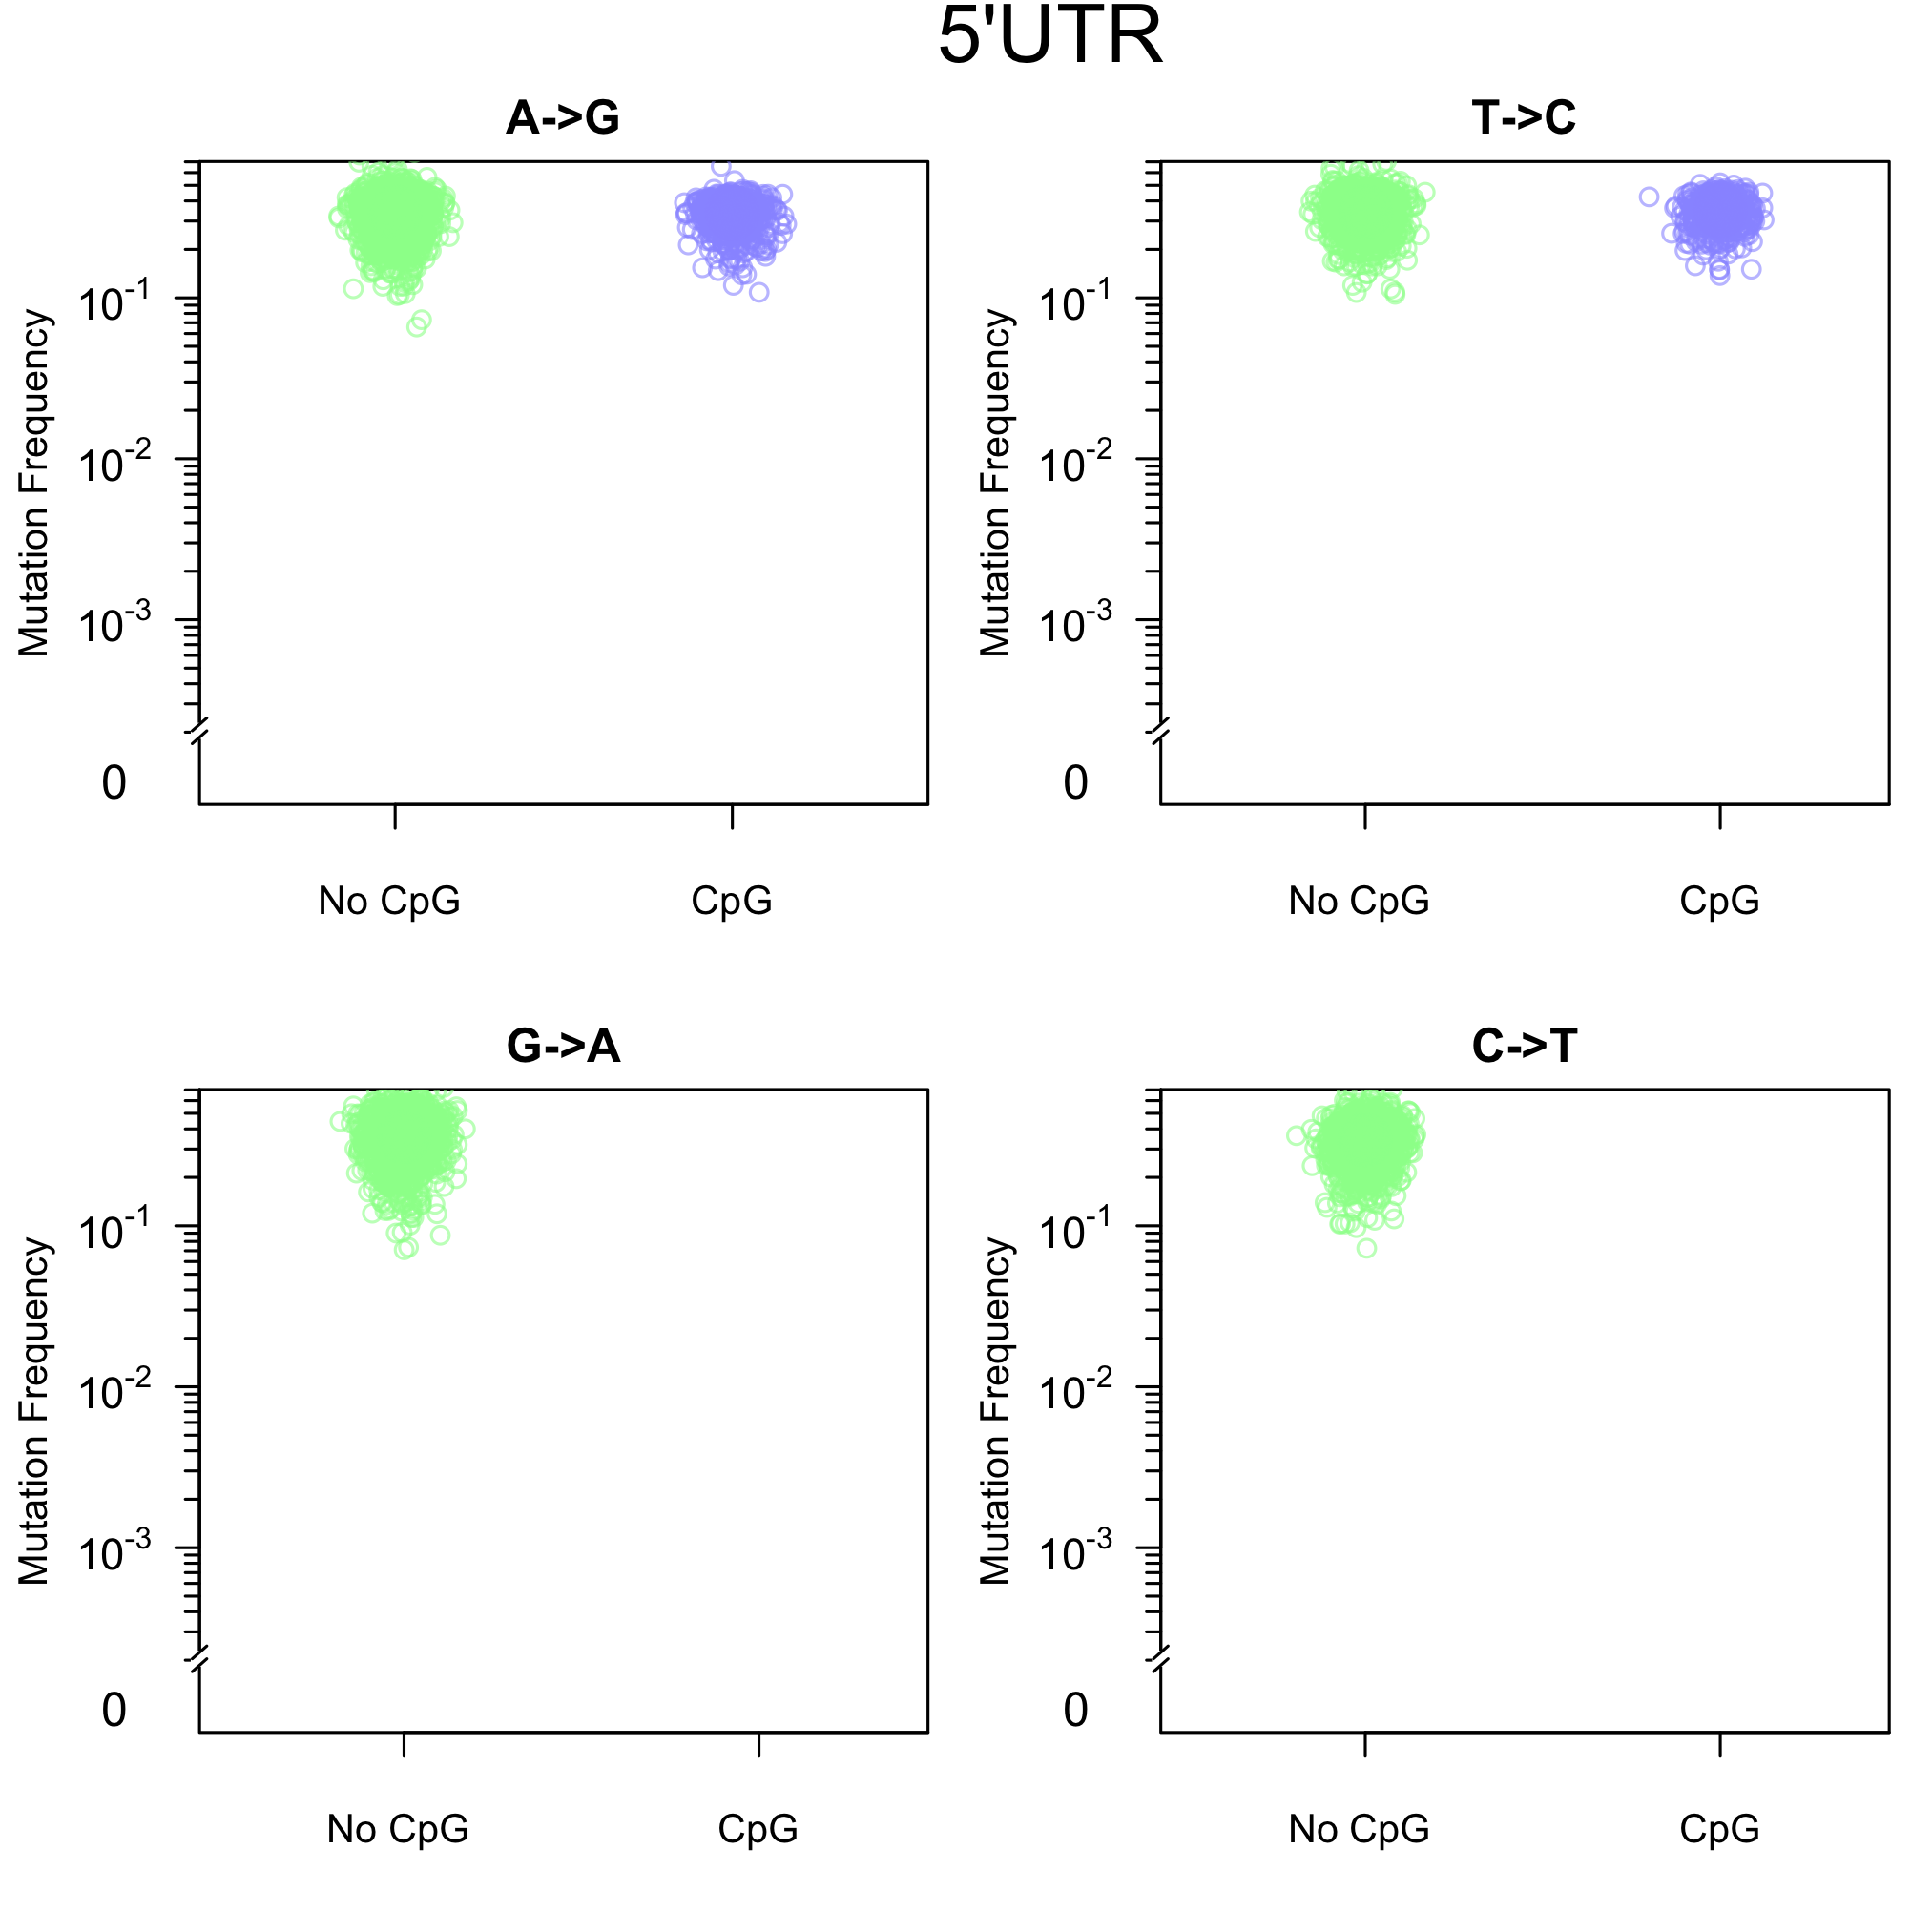 5'UTR
A->G
Mutation Frequency
10-1
10-2
10-3
0
No CpG CpG
T->C
Mutation Frequency
10-1
10-2
10-3
0
No CpG CpG
G->A
Mutation Frequency
10-1
10-2
10-3
0
No CpG CpG
C->T
Mutation Frequency
10-1
10-2
10-3
0
No CpG CpG